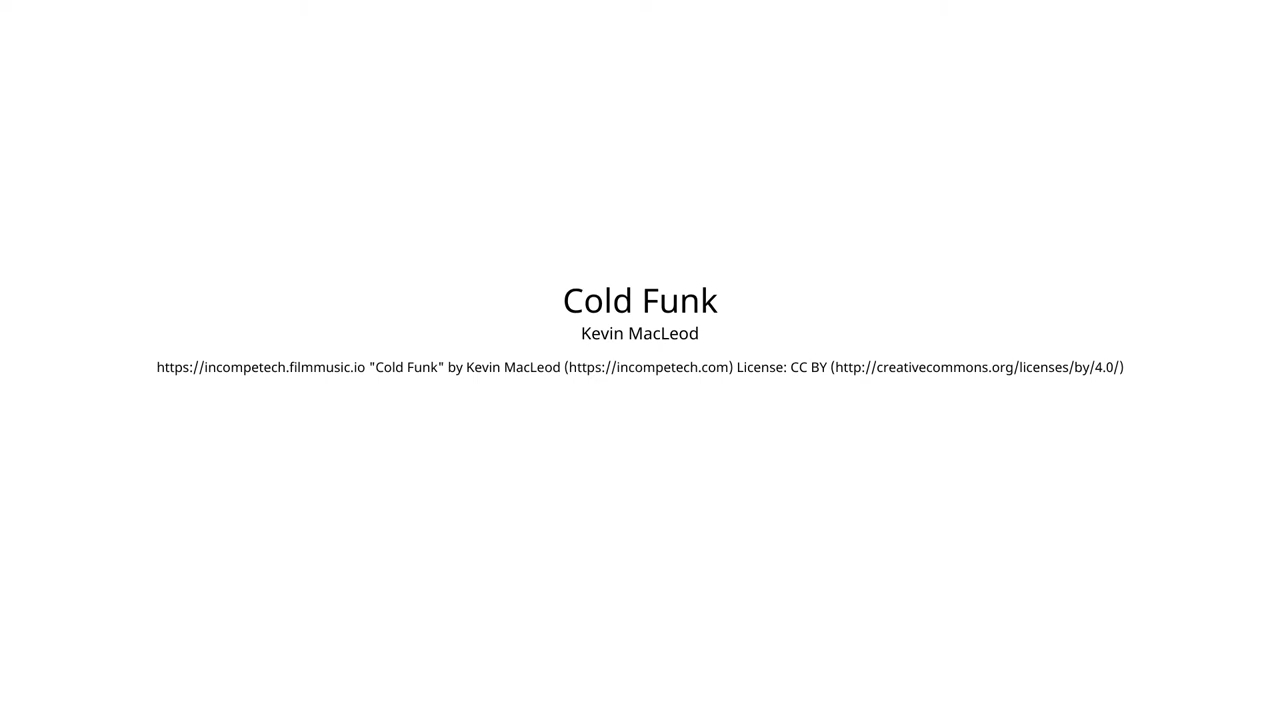 Cold Funk
Kevin MacLeod
https://incompetech.filmmusic.io "Cold Funk" by Kevin MacLeod (https://incompetech.com) License: CC BY (http://creativecommons.org/licenses/by/4.0/)